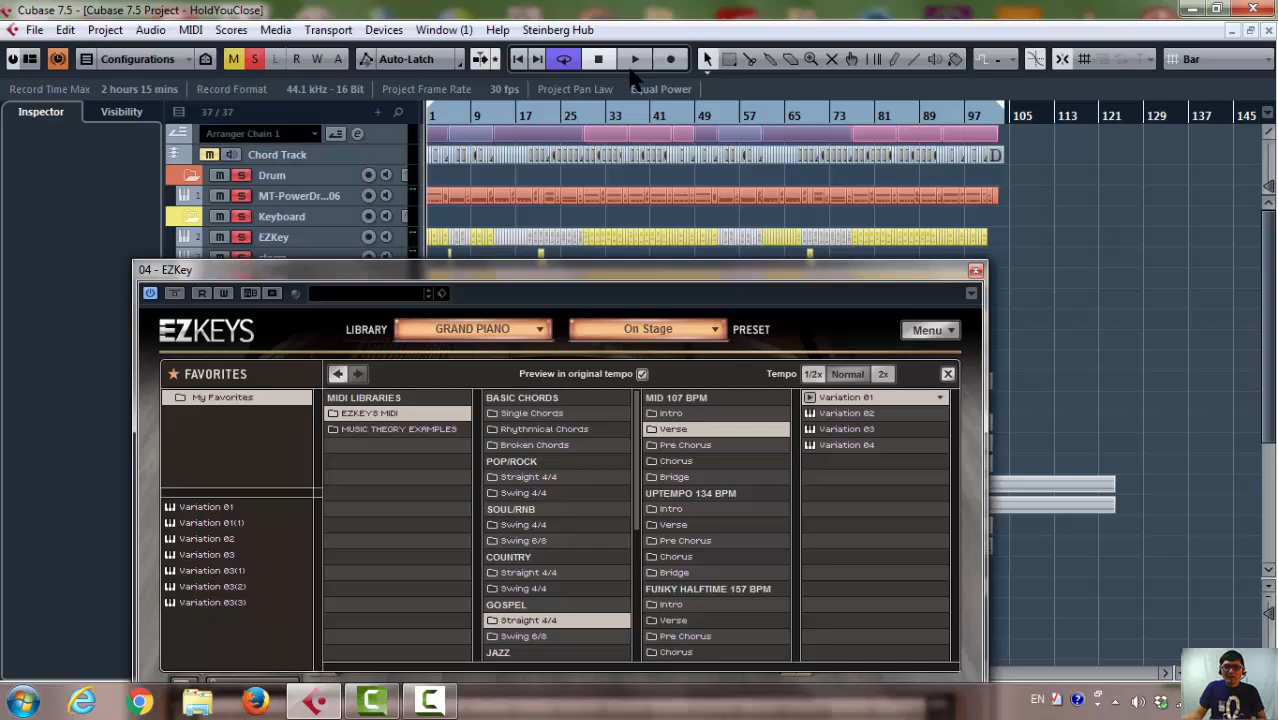 Cubase 7.5 - [Cubase 7.5 Project - HoldYouClose]
File Edit Project Audio MIDI Scores Media Transport Devices Window (1) Steinberg Hub
Configurations M S L R W A Auto-Latch Bar
Record Time Max 2 hours 15 mins Record Format 44.1 kHz - 16 Bit Project Frame Rate 30 fps Project Pan Law Equal Power
Inspector Visibility 37 / 37 1 9 17 25 33 41 49 57 65 73 81 89 97 105 113 121 129 137 145
Arranger Chain 1
m Chord Track D
m S Drum
1 m S MT-PowerDr...06
m S Keyboard
2 m S EZKey
04 - EZKey
R W
EZKEYS LIBRARY GRAND PIANO On Stage PRESET Menu
FAVORITES Preview in original tempo Tempo 1/2x Normal 2x
My Favorites MIDI LIBRARIES BASIC CHORDS MID 107 BPM Variation 01
EZKEYS MIDI Single Chords Intro Variation 02
MUSIC THEORY EXAMPLES Rhythmical Chords Verse Variation 03
Broken Chords Pre Chorus Variation 04
POP/ROCK Chorus
Straight 4/4 Bridge
Swing 4/4 UPTEMPO 134 BPM
Variation 01 SOUL/RNB Intro
Variation 01(1) Swing 4/4 Verse
Variation 02 Swing 6/8 Pre Chorus
Variation 03 COUNTRY Chorus
Variation 03(1) Straight 4/4 Bridge
Variation 03(2) Swing 4/4 FUNKY HALFTIME 157 BPM
Variation 03(3) GOSPEL Intro
Straight 4/4 Verse
Swing 6/8 Pre Chorus
JAZZ Chorus
EN